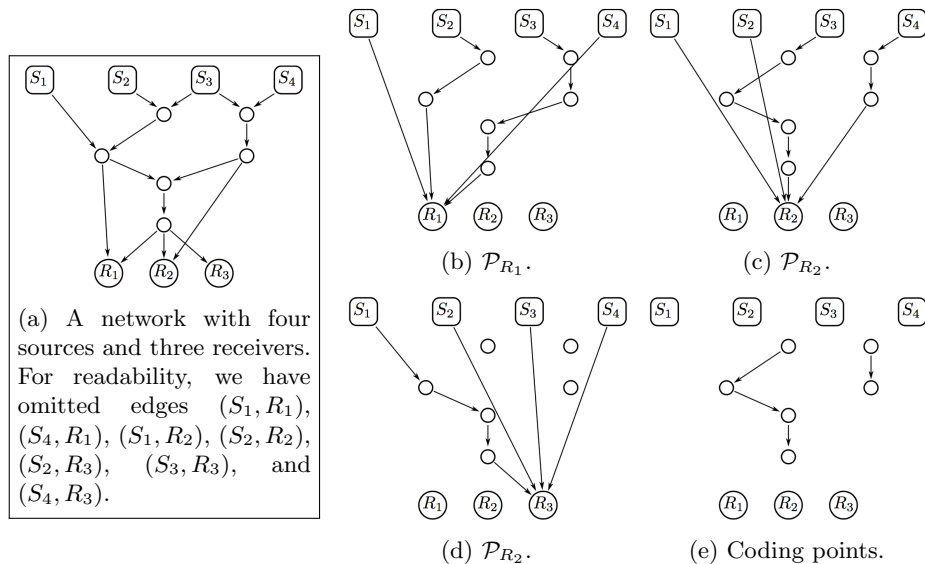 S₁ S₂ S₃ S₄
R₁ R₂ R₃
(a) A network with four
sources and three receivers.
For readability, we have
omitted edges (S₁, R₁),
(S₄, R₁), (S₁, R₂), (S₂, R₂),
(S₂, R₃), (S₃, R₃), and
(S₄, R₃).
S₁ S₂ S₃ S₄
R₁ R₂ R₃
(b) 𝒫_R₁.
S₁ S₂ S₃ S₄
R₁ R₂ R₃
(c) 𝒫_R₂.
S₁ S₂ S₃ S₄
R₁ R₂ R₃
(d) 𝒫_R₂.
S₁ S₂ S₃ S₄
R₁ R₂ R₃
(e) Coding points.